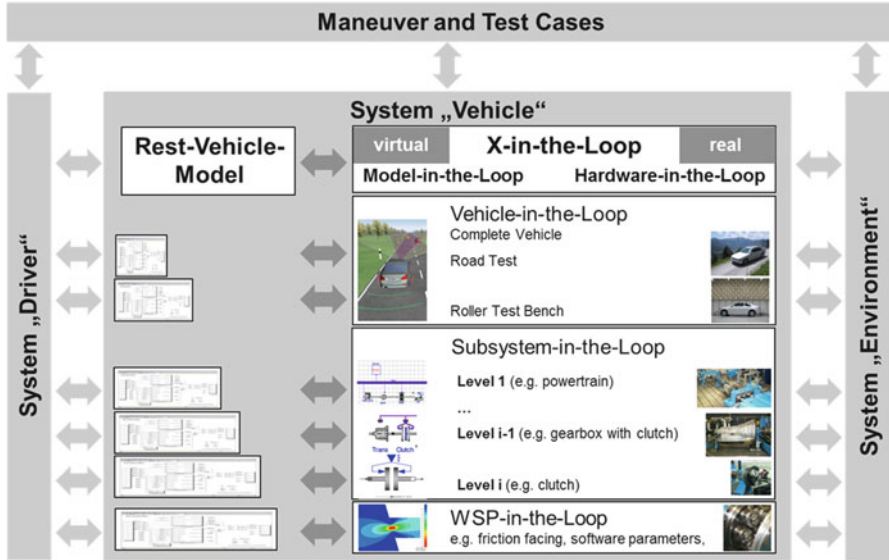 Maneuver and Test Cases
System „Driver“
System „Vehicle“
Rest-Vehicle-
Model
virtual
X-in-the-Loop
real
Model-in-the-Loop
Hardware-in-the-Loop
Vehicle-in-the-Loop
Complete Vehicle
Road Test
Roller Test Bench
Subsystem-in-the-Loop
Level 1 (e.g. powertrain)
...
Level i-1 (e.g. gearbox with clutch)
Trans Clutch
Level i (e.g. clutch)
WSP-in-the-Loop
e.g. friction facing, software parameters,
System „Environment“